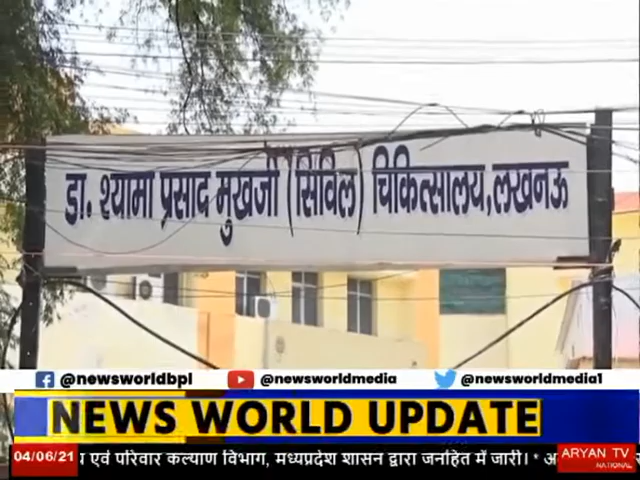 डा. श्यामा प्रसाद मुखर्जी (सिविल) चिकित्सालय, लखनऊ
@newsworldbpl @newsworldmedia @newsworldmedia1
NEWS WORLD UPDATE
04/06/21 एवं परिवार कल्याण विभाग, मध्यप्रदेश शासन द्वारा जनहित में जारी। * ARYAN TV
NATIONAL